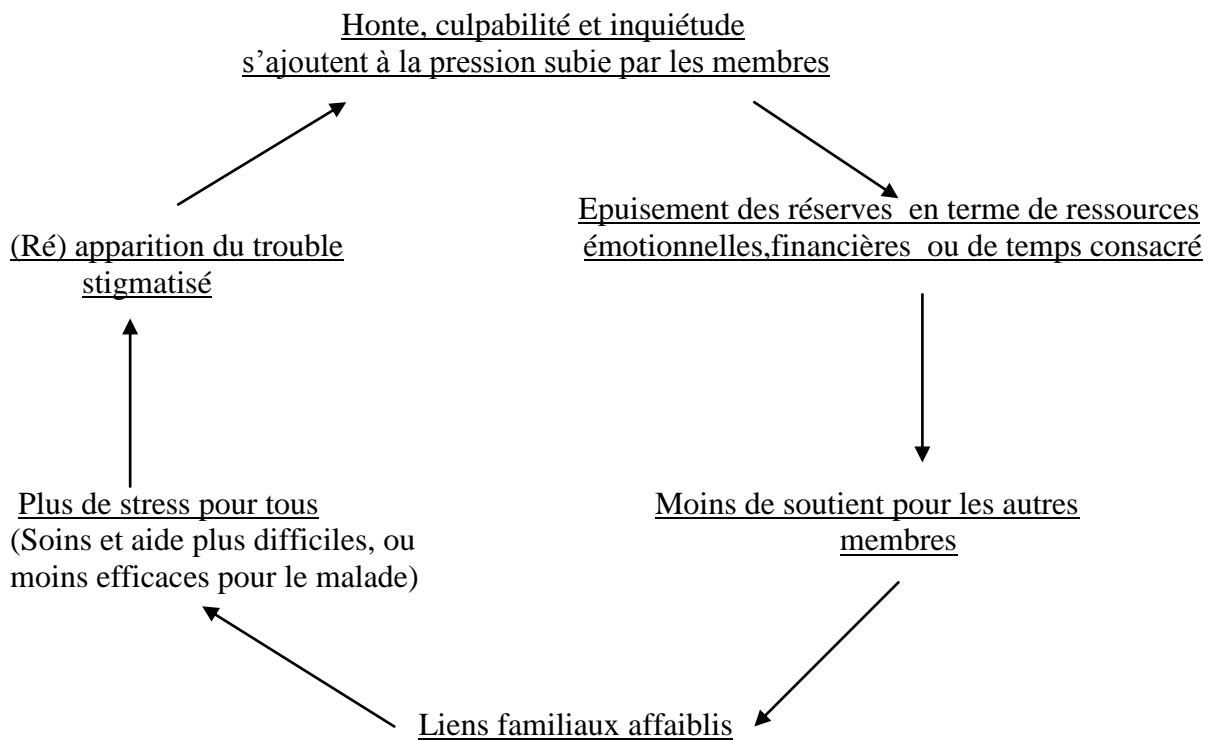 Honte, culpabilité et inquiétude
s’ajoutent à la pression subie par les membres
Epuisement des réserves  en terme de ressources
émotionnelles,financières  ou de temps consacré
(Ré) apparition du trouble
stigmatisé
Plus de stress pour tous
(Soins et aide plus difficiles, ou
moins efficaces pour le malade)
Moins de soutient pour les autres
membres
Liens familiaux affaiblis